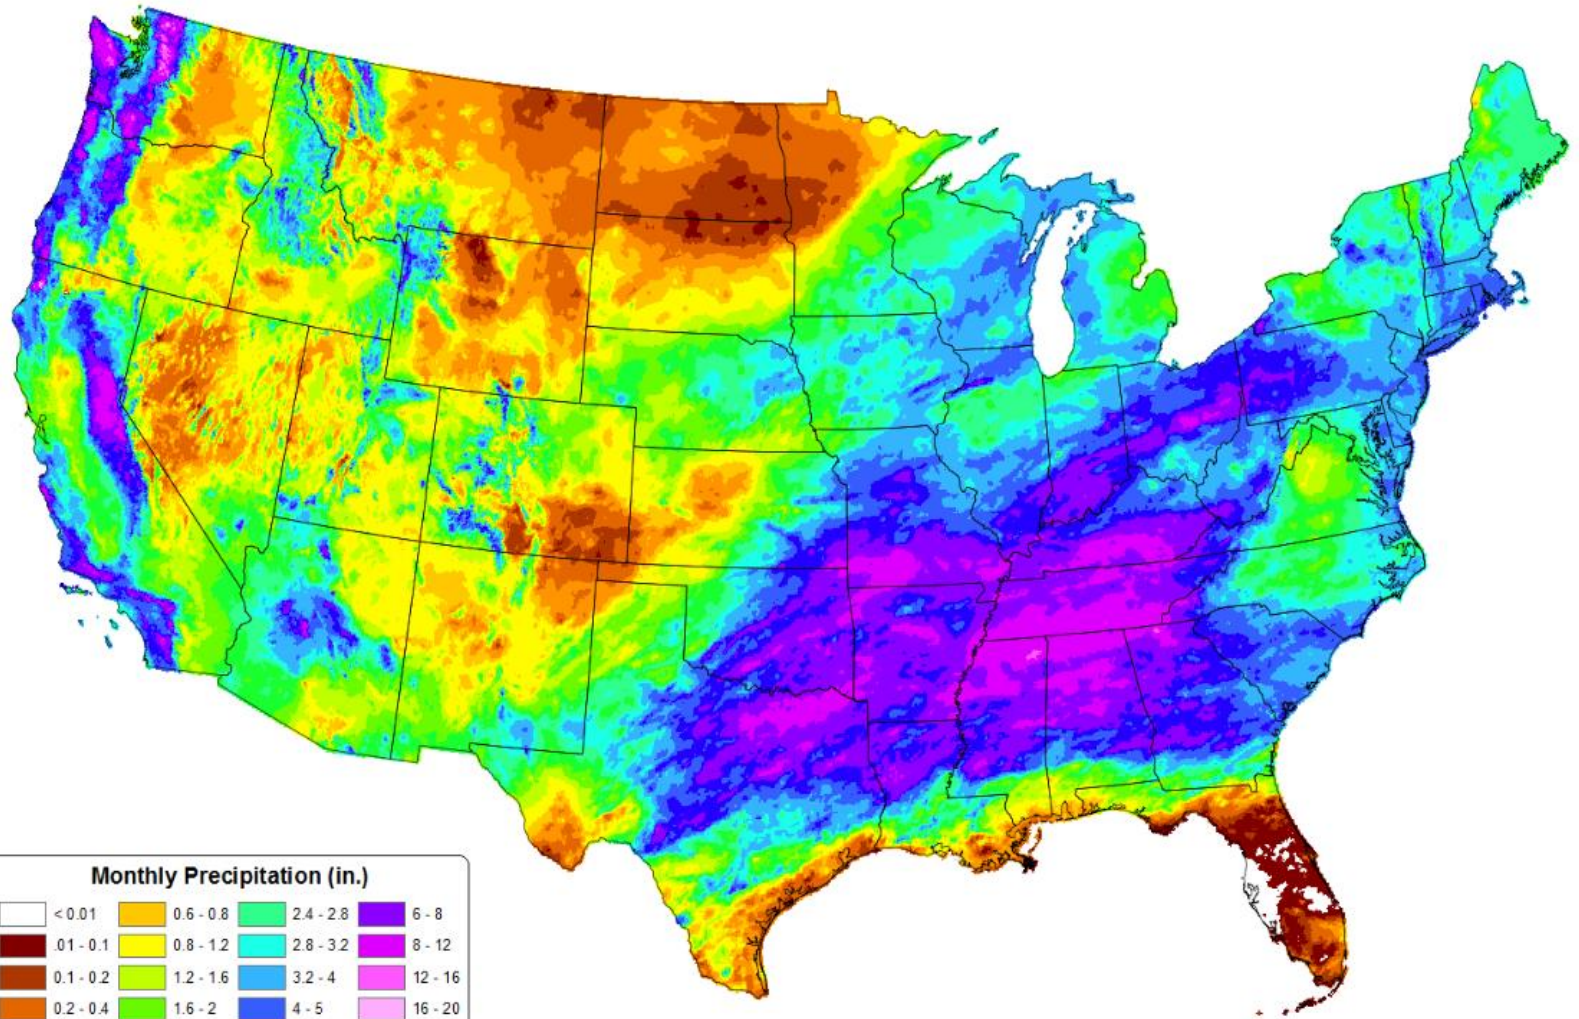 Monthly Precipitation (in.)
< 0.01 0.6 - 0.8 2.4 - 2.8 6 - 8
.01 - 0.1 0.8 - 1.2 2.8 - 3.2 8 - 12
0.1 - 0.2 1.2 - 1.6 3.2 - 4 12 - 16
0.2 - 0.4 1.6 - 2 4 - 5 16 - 20